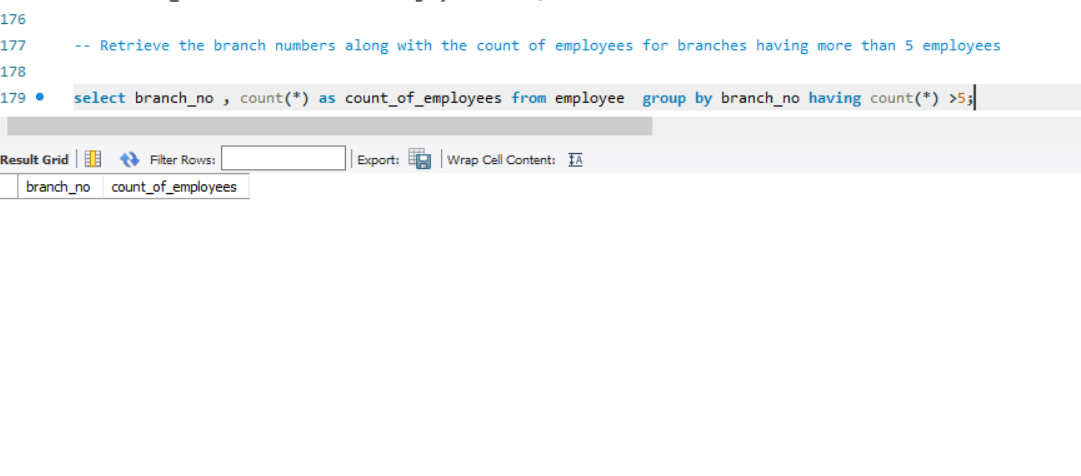 176
177 -- Retrieve the branch numbers along with the count of employees for branches having more than 5 employees
178
179 select branch_no , count(*) as count_of_employees from employee  group by branch_no having count(*) >5;
Result Grid Filter Rows: Export: Wrap Cell Content: IA
branch_no count_of_employees